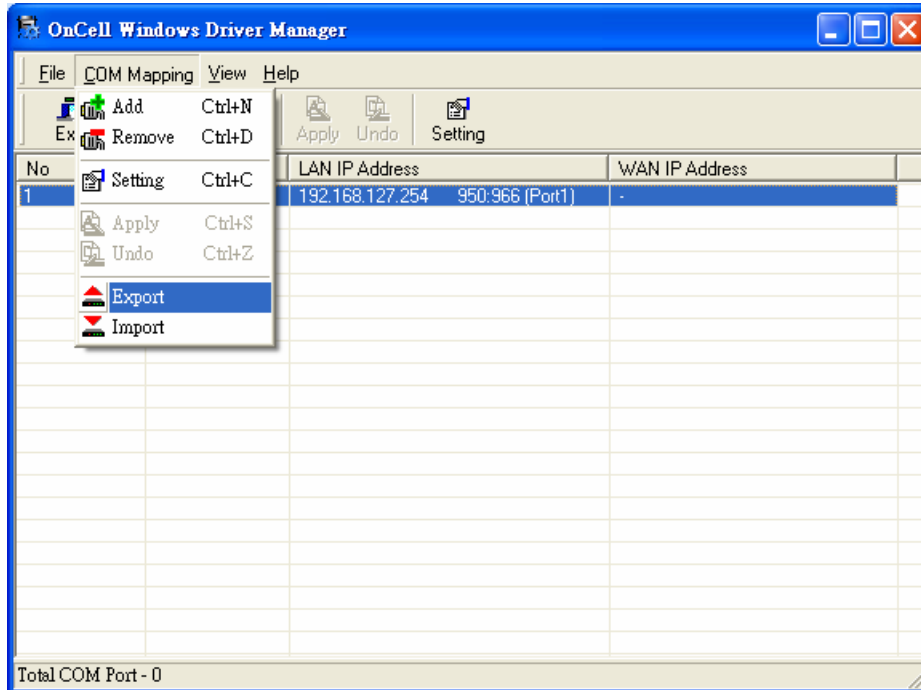 OnCell Windows Driver Manager
File COM Mapping View Help
Add Ctrl+N
Remove Ctrl+D
Setting Ctrl+C
Apply Ctrl+S
Undo Ctrl+Z
Export
Import
Ex Apply Undo Setting
No LAN IP Address WAN IP Address
1 192.168.127.254 950:966 (Port1) -
Total COM Port - 0